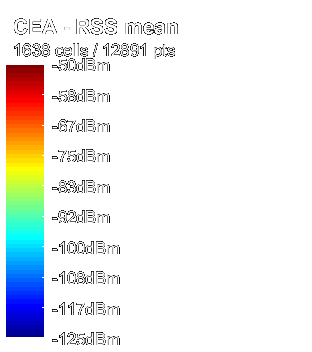 CEA - RSS mean
1638 cells / 12891 pts
-50dBm
-58dBm
-67dBm
-75dBm
-83dBm
-92dBm
-100dBm
-108dBm
-117dBm
-125dBm